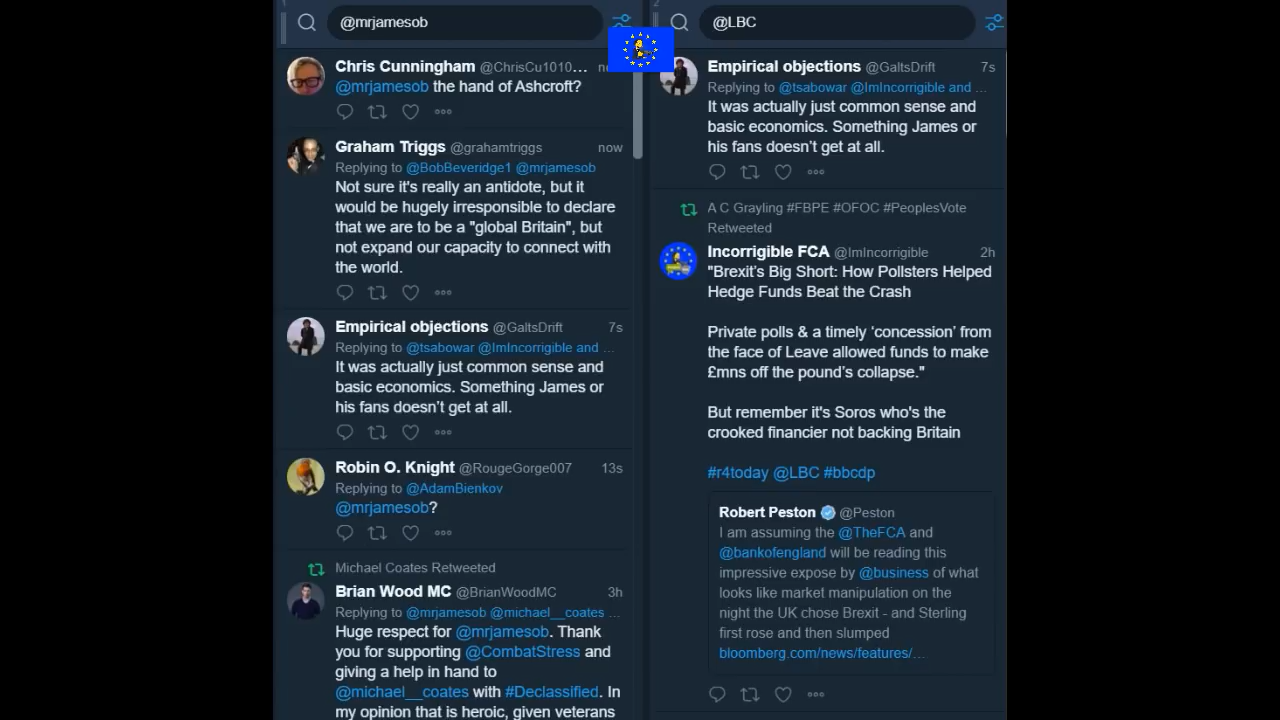 @mrjamesob
Chris Cunningham @ChrisCu1010...
@mrjamesob the hand of Ashcroft?
Graham Triggs @grahamtriggs now
Replying to @BobBeveridge1 @mrjamesob
Not sure it's really an antidote, but it
would be hugely irresponsible to declare
that we are to be a "global Britain", but
not expand our capacity to connect with
the world.
Empirical objections @GaltsDrift 7s
Replying to @tsabowar @ImIncorrigible and ...
It was actually just common sense and
basic economics. Something James or
his fans doesn’t get at all.
Robin O. Knight @RougeGorge007 13s
Replying to @AdamBienkov
@mrjamesob?
Michael Coates Retweeted
Brian Wood MC @BrianWoodMC 3h
Replying to @mrjamesob @michael__coates ...
Huge respect for @mrjamesob. Thank
you for supporting @CombatStress and
giving a help in hand to
@michael__coates with #Declassified. In
my opinion that is heroic, given veterans
2
@LBC
Empirical objections @GaltsDrift 7s
Replying to @tsabowar @ImIncorrigible and ...
It was actually just common sense and
basic economics. Something James or
his fans doesn’t get at all.
A C Grayling #FBPE #OFOC #PeoplesVote
Retweeted
Incorrigible FCA @ImIncorrigible 2h
"Brexit’s Big Short: How Pollsters Helped
Hedge Funds Beat the Crash
Private polls & a timely ‘concession’ from
the face of Leave allowed funds to make
£mns off the pound’s collapse."
But remember it's Soros who's the
crooked financier not backing Britain
#r4today @LBC #bbcdp
Robert Peston @Peston
I am assuming the @TheFCA and
@bankofengland will be reading this
impressive expose by @business of what
looks like market manipulation on the
night the UK chose Brexit - and Sterling
first rose and then slumped
bloomberg.com/news/features/...